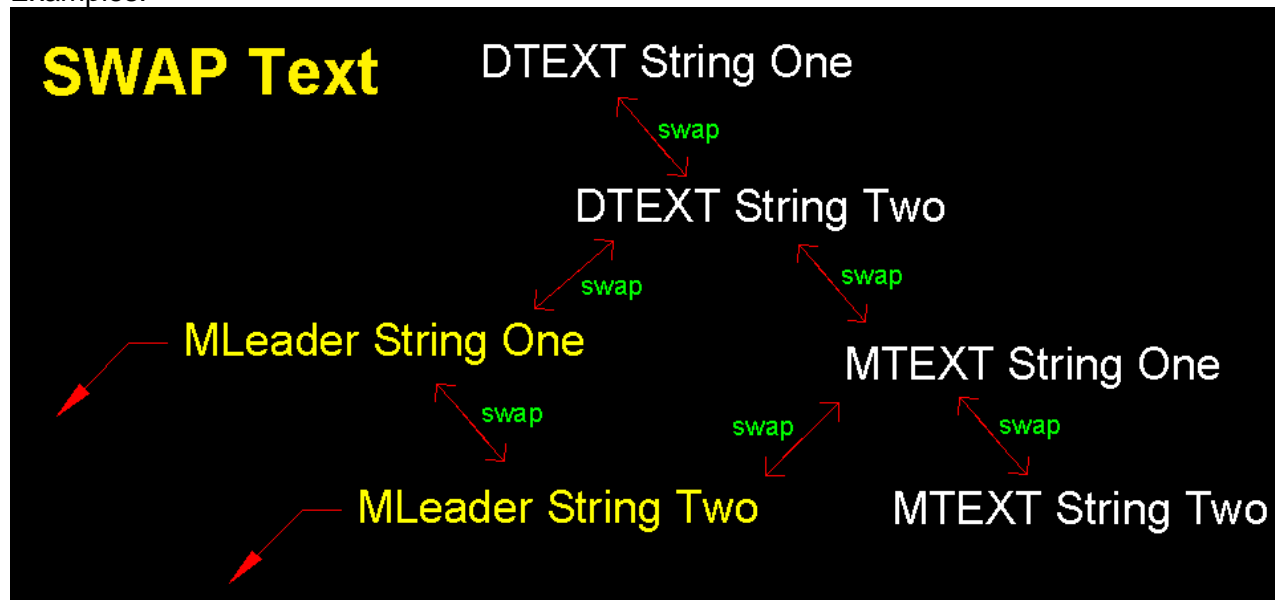 Examples:
SWAP Text
DTEXT String One
swap
DTEXT String Two
swap
swap
MLeader String One
MTEXT String One
swap
swap
swap
MLeader String Two
MTEXT String Two